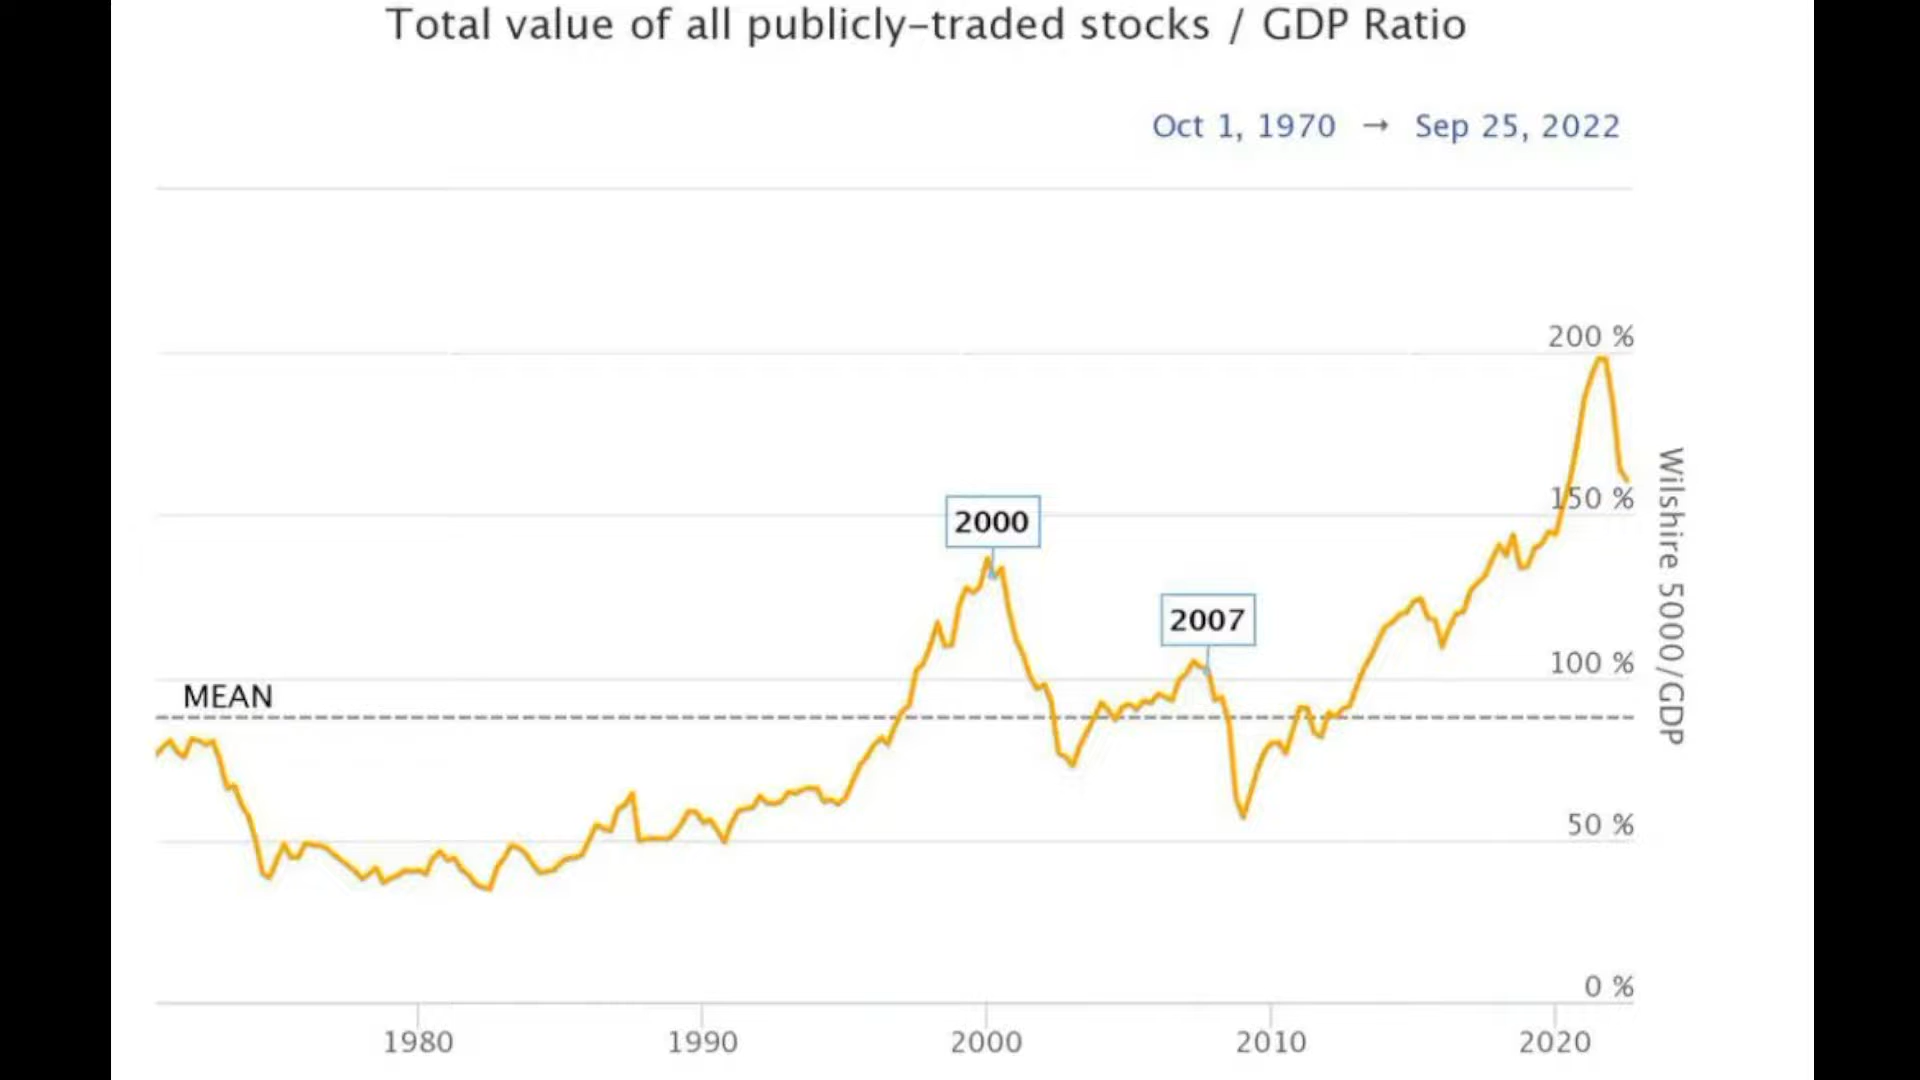 Total value of all publicly-traded stocks / GDP Ratio
Oct 1, 1970 → Sep 25, 2022
200 %
150 %
2000
2007
100 %
MEAN
50 %
0 %
Wilshire 5000/GDP
1980 1990 2000 2010 2020